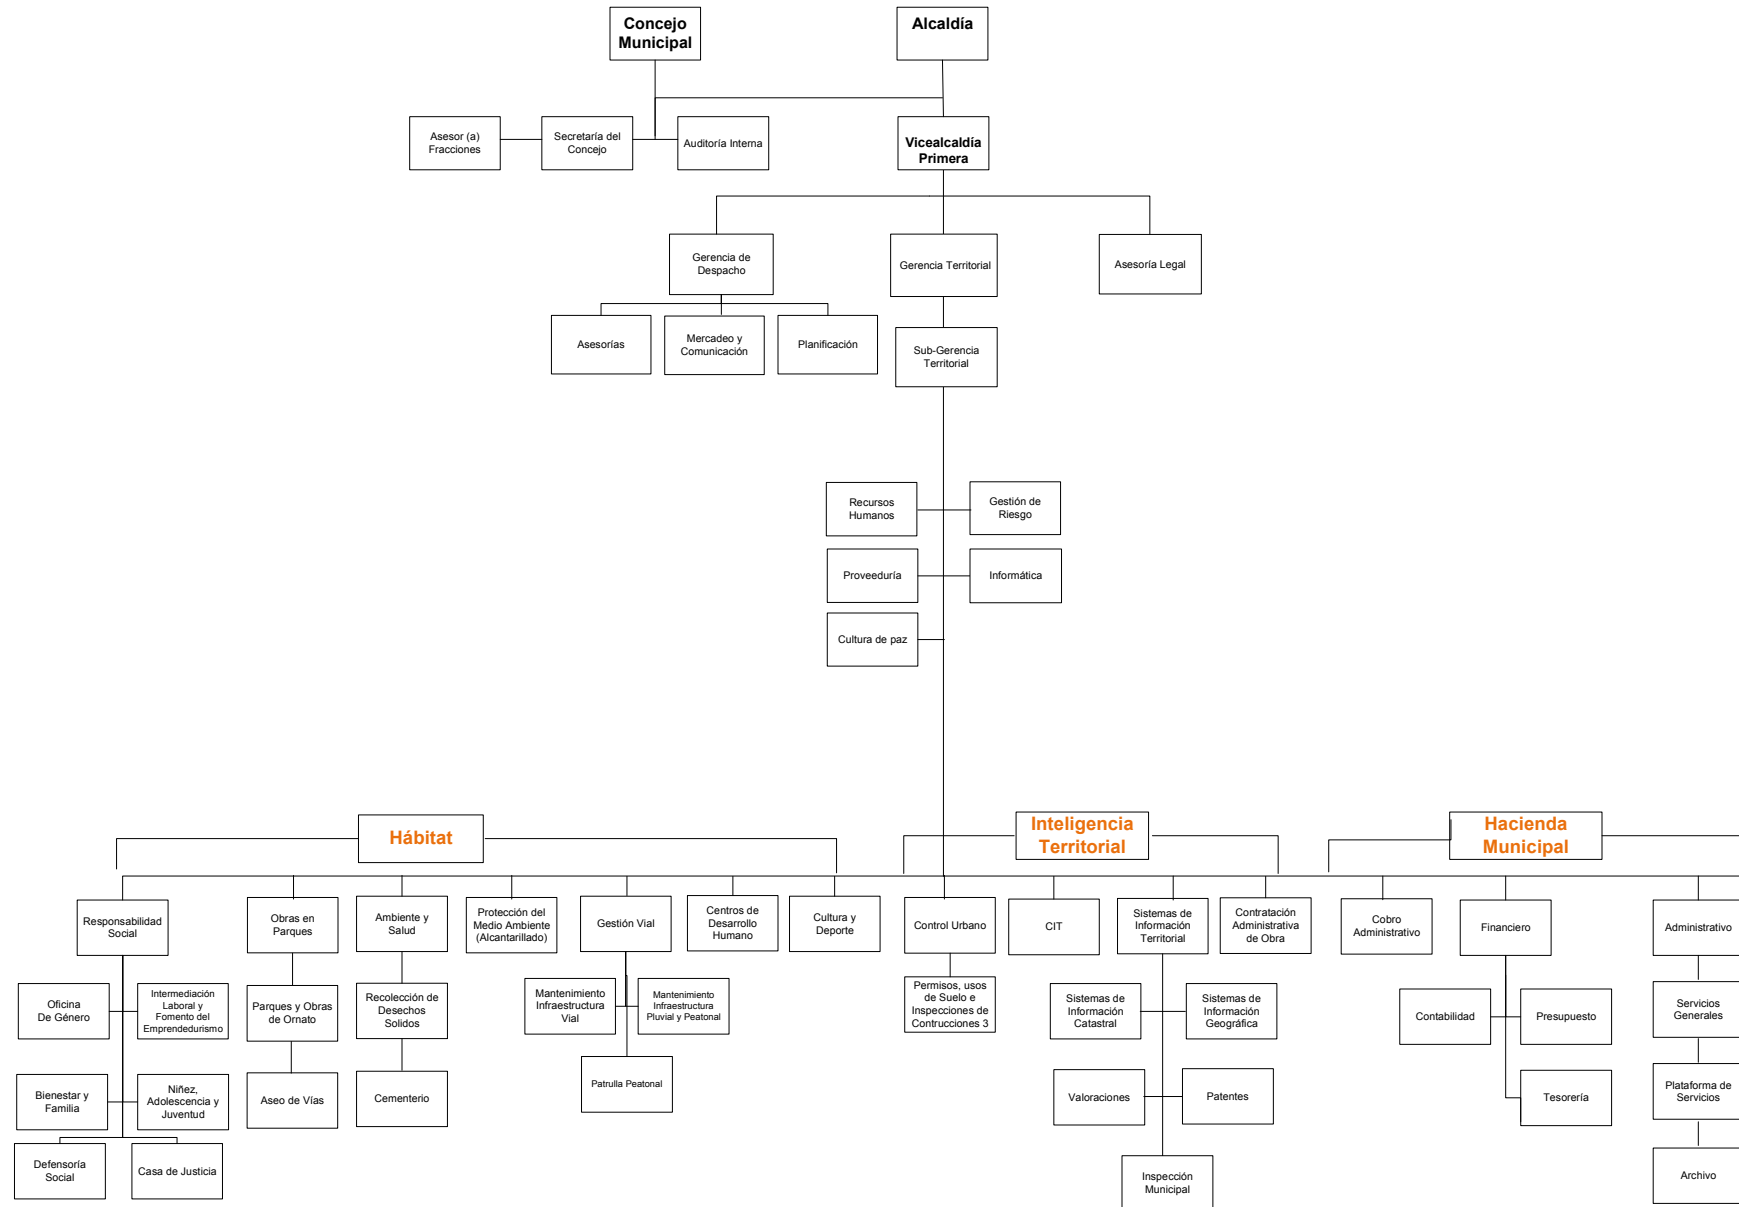 Concejo
Municipal
Alcaldía
Asesor (a)
Fracciones
Secretaría del
Concejo
Auditoría Interna
Vicealcaldía
Primera
Gerencia de
Despacho
Gerencia Territorial
Asesoría Legal
Asesorías
Mercadeo y
Comunicación
Planificación
Sub-Gerencia
Territorial
Recursos
Humanos
Gestión de
Riesgo
Proveeduría
Informática
Cultura de paz
Hábitat
Inteligencia
Territorial
Hacienda
Municipal
Responsabilidad
Social
Obras en
Parques
Ambiente y
Salud
Protección del
Medio Ambiente
(Alcantarillado)
Gestión Vial
Centros de
Desarrollo
Humano
Cultura y
Deporte
Control Urbano
CIT
Sistemas de
Información
Territorial
Contratación
Administrativa
de Obra
Cobro
Administrativo
Financiero
Administrativo
Oficina
De Género
Intermediación
Laboral y
Fomento del
Emprendedurismo
Parques y Obras
de Ornato
Recolección de
Desechos
Solidos
Mantenimiento
Infraestructura
Vial
Mantenimiento
Infraestructura
Pluvial y Peatonal
Permisos, usos
de Suelo e
Inspecciones de
Contrucciones 3
Sistemas de
Información
Catastral
Sistemas de
Información
Geográfica
Contabilidad
Presupuesto
Servicios
Generales
Bienestar y
Familia
Niñez,
Adolescencia y
Juventud
Aseo de Vías
Cementerio
Patrulla Peatonal
Valoraciones
Patentes
Tesorería
Plataforma de
Servicios
Defensoría
Social
Casa de Justicia
Inspección
Municipal
Archivo